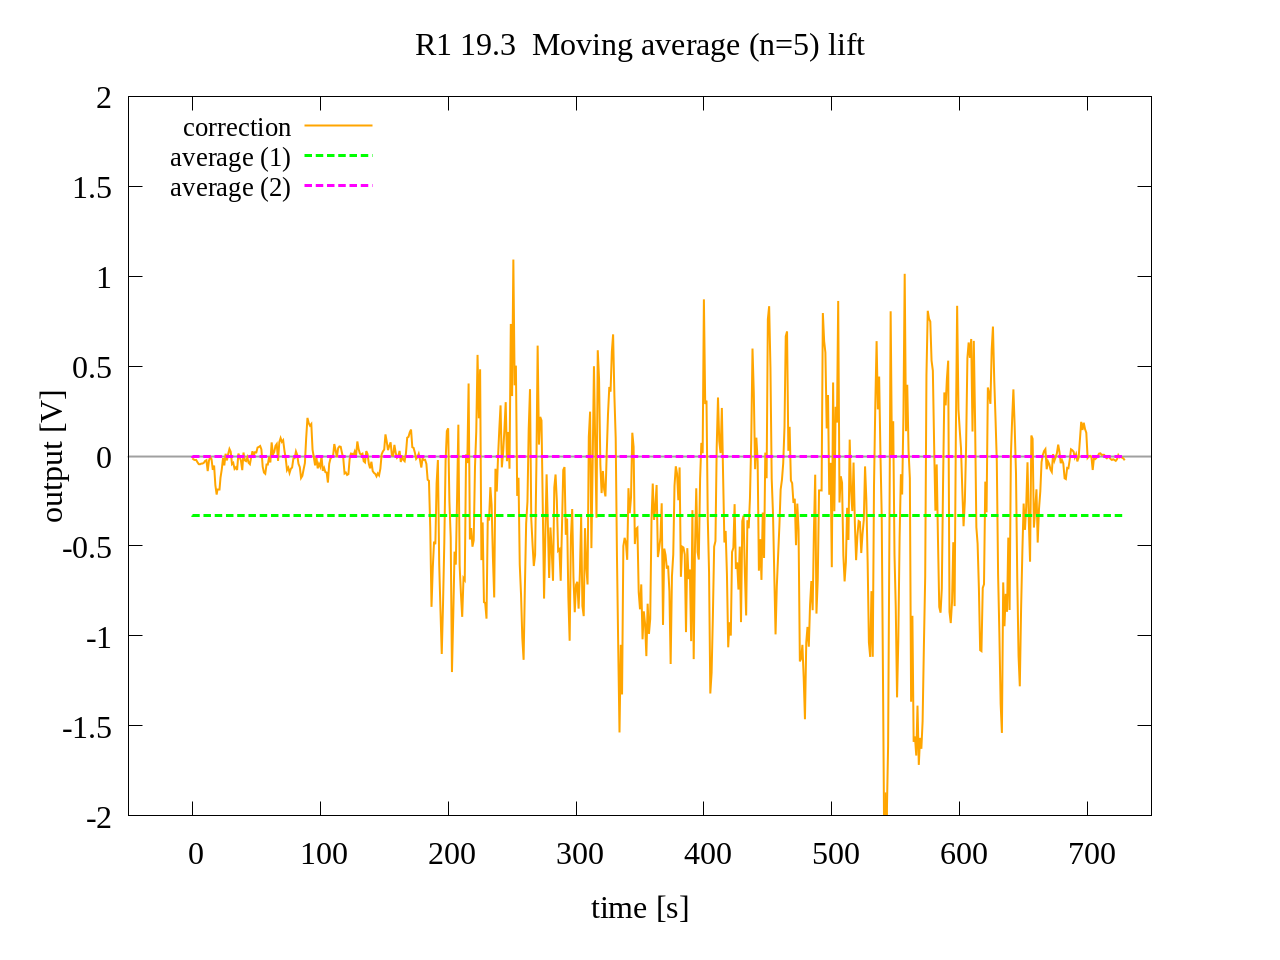 R1 19.3  Moving average (n=5) lift
correction
average (1)
average (2)
2
1.5
1
0.5
0
-0.5
-1
-1.5
-2
output [V]
0 100 200 300 400 500 600 700
time [s]